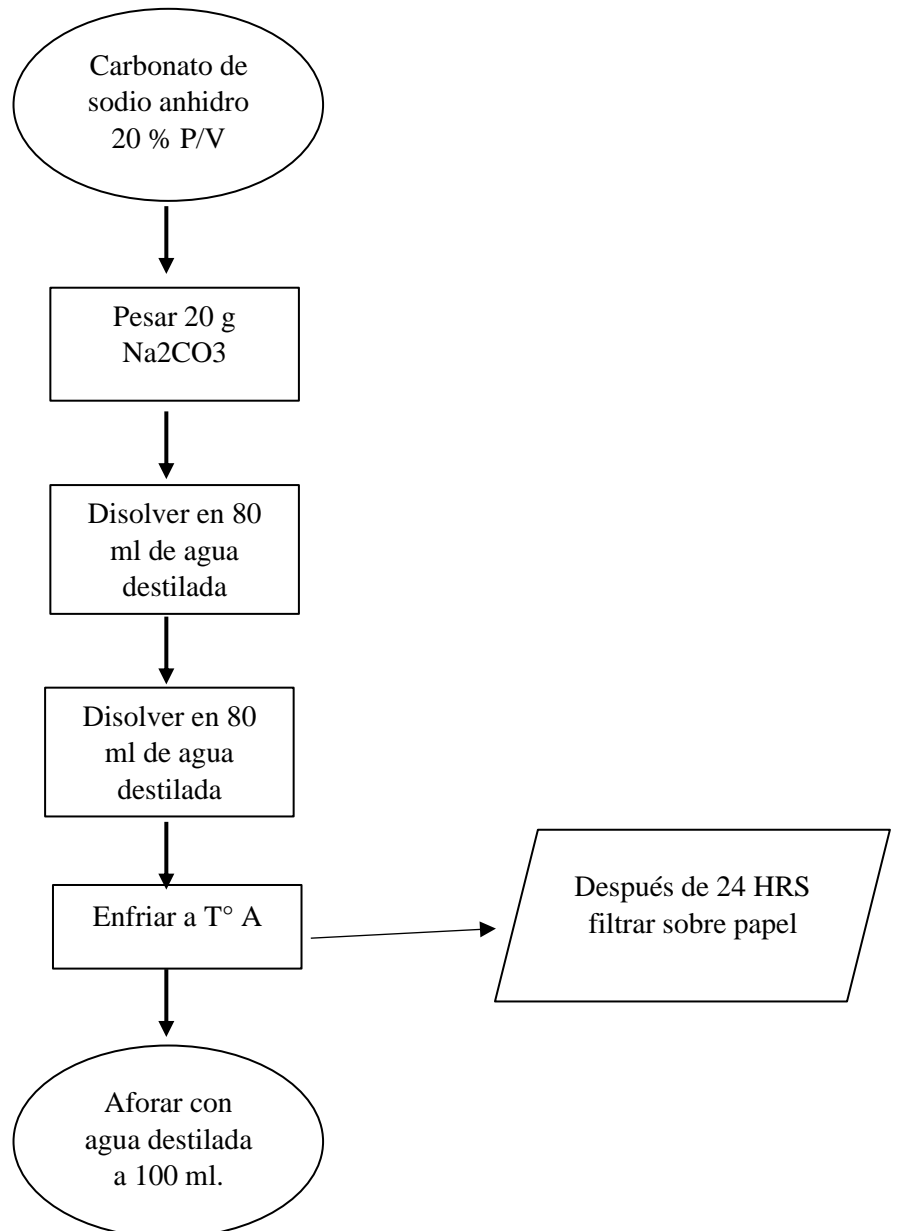 Carbonato de
sodio anhidro
20 % P/V
Pesar 20 g
Na2CO3
Disolver en 80
ml de agua
destilada
Disolver en 80
ml de agua
destilada
Enfriar a T° A
Después de 24 HRS
filtrar sobre papel
Aforar con
agua destilada
a 100 ml.